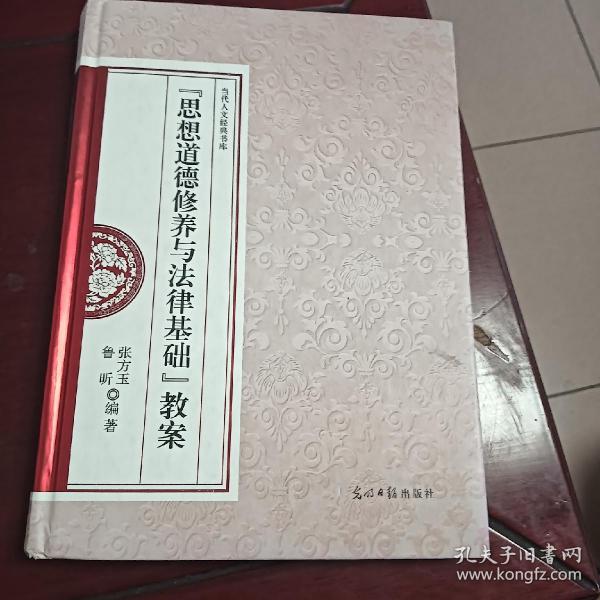 当代人文经典书库
『思想道德修养与法律基础』教案
张方玉
鲁昕◎编著
光明日报出版社
孔夫子旧书网
www.kongfz.com